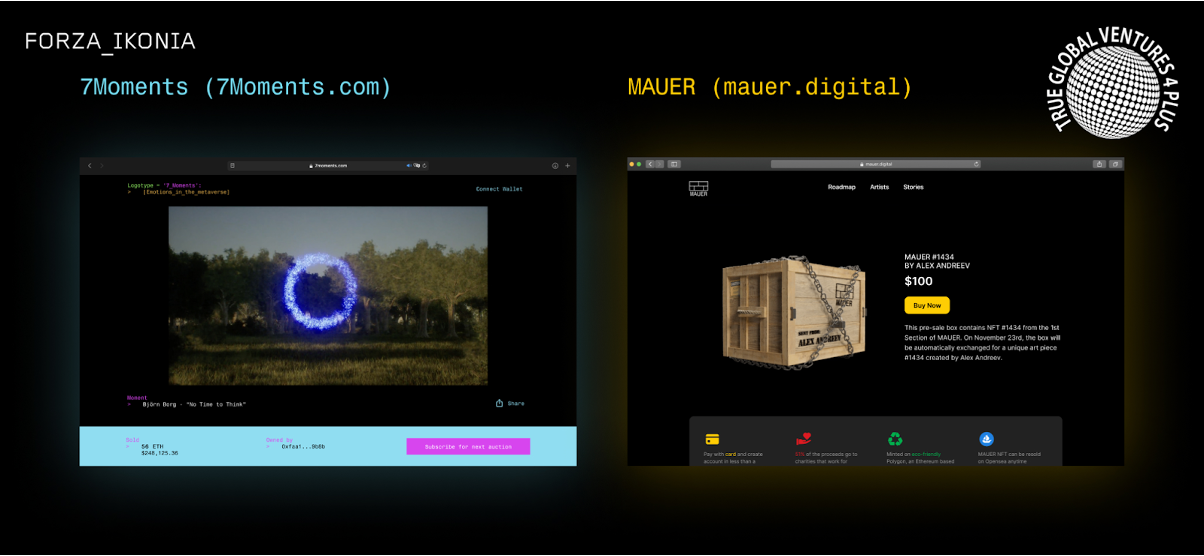 FORZA_IKONIA
TRUE GLOBAL VENTURES 4 PLUS
7Moments (7Moments.com)
MAUER (mauer.digital)
7moments.com
Logotype = '7_Moments':
> [Emotions_in_the_metaverse]
Connect Wallet
Moment
> Björn Borg - "No Time to Think"
Share
Sold
> 56 ETH
$248,125.36
Owned by
Subscribe for next auction
mauer.digital
MAUER
Roadmap Artists Stories
MAUER
SENT FROM
ALEX ANDREEV
MAUER #1434
BY ALEX ANDREEV
$100
Buy Now
This pre-sale box contains NFT #1434 from the 1st
Section of MAUER. On November 23rd, the box will
be automatically exchanged for a unique art piece
#1434 created by Alex Andreev.
Pay with card and create
account in less than a
of the proceeds go to
charities that work for
Minted on eco-friendly
Polygon, an Ethereum based
MAUER NFT can be resold
on Opensea anytime